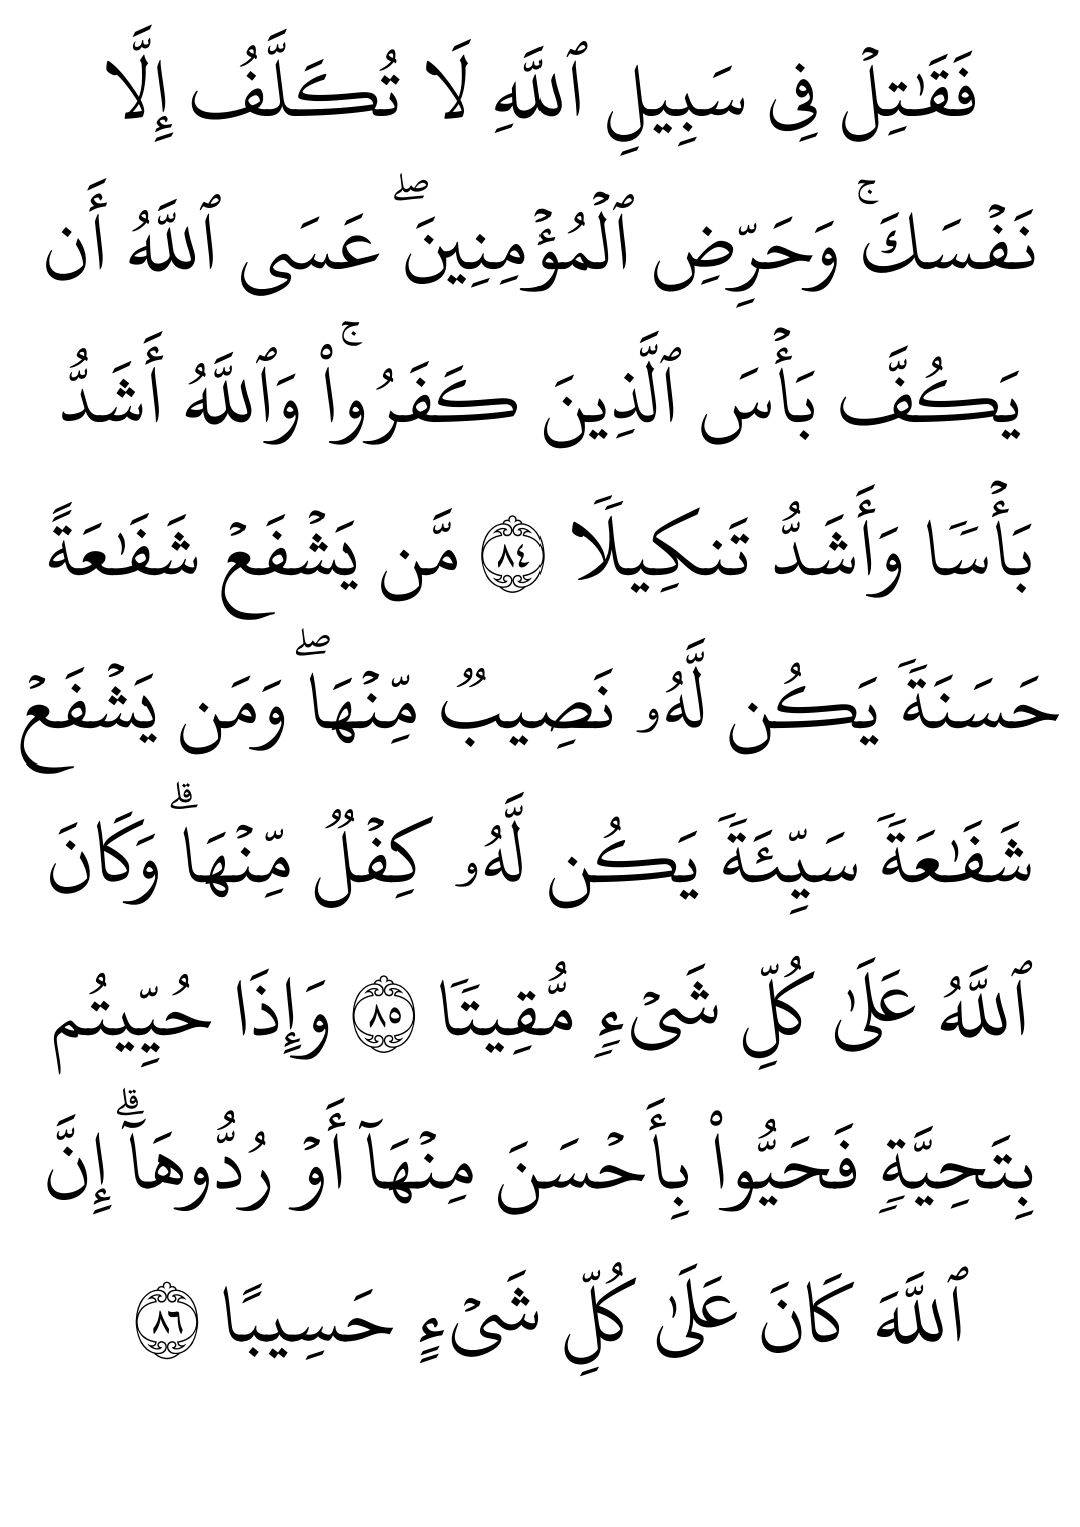 فَقَٰتِلۡ فِى سَبِيلِ ٱللَّهِ لَا تُكَلَّفُ إِلَّا
نَفۡسَكَۚ وَحَرِّضِ ٱلۡمُؤۡمِنِينَۖ عَسَى ٱللَّهُ أَن
يَكُفَّ بَأۡسَ ٱلَّذِينَ كَفَرُواْۚ وَٱللَّهُ أَشَدُّ
بَأۡسٗا وَأَشَدُّ تَنكِيلٗا ٨٤ مَّن يَشۡفَعۡ شَفَٰعَةً
حَسَنَةٗ يَكُن لَّهُۥ نَصِيبٞ مِّنۡهَاۖ وَمَن يَشۡفَعۡ
شَفَٰعَةٗ سَيِّئَةٗ يَكُن لَّهُۥ كِفۡلٞ مِّنۡهَاۗ وَكَانَ
ٱللَّهُ عَلَىٰ كُلِّ شَىۡءٖ مُّقِيتٗا ٨٥ وَإِذَا حُيِّيتُم
بِتَحِيَّةٖ فَحَيُّواْ بِأَحۡسَنَ مِنۡهَآ أَوۡ رُدُّوهَآۗ إِنَّ
ٱللَّهَ كَانَ عَلَىٰ كُلِّ شَىۡءٍ حَسِيبًا ٨٦